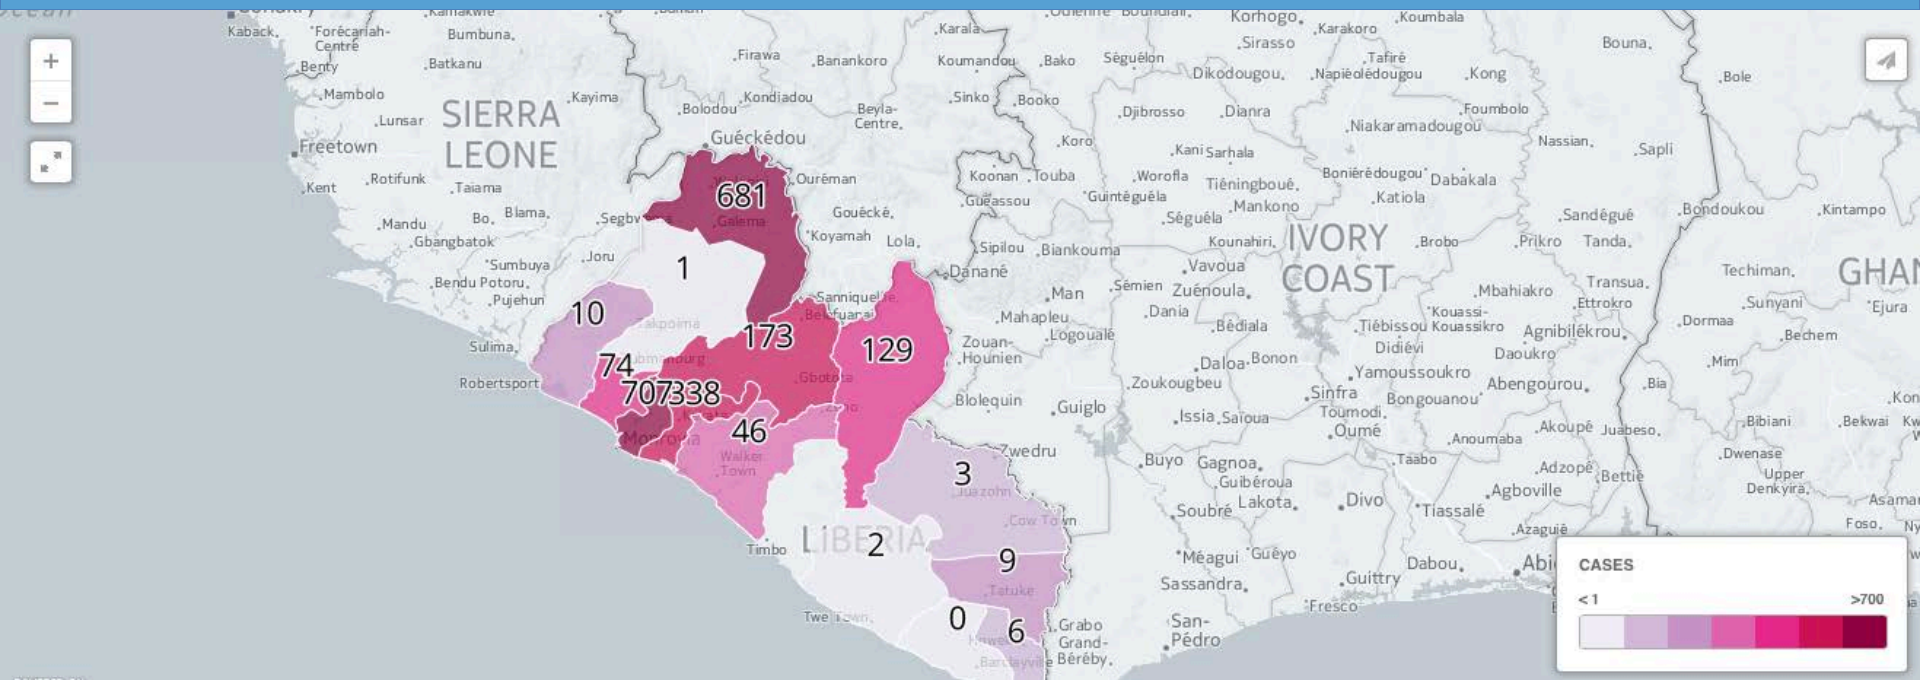 Kaback.
Forécariah-
Centre
Bumbuna.
Benty
Batkanu
Mambolo
Lunsar
SIERRA
LEONE
Freetown
Kent
Rotifunk
Taiama
Mandu
Bo.
Blama.
Gbangbatok
Sumbuya
Bendu Potoru.
Pujehun
Joru
Kayima
Sulima.
Robertsport
Firawa
Banankoro
Bolodou
Kondiadou
Beyla-
Centre.
Guéckédou
Ouréman
Gouécké.
Koyamah
Lola.
Karala
Koumandou
Bako
Séguélon
Sinko
Booko
Koro
Koonan
Touba
Guéassou
Sipilou
Biankouma
Danané
Man
Mahapleu
Logoualé
Zouan-
Hounien
Blolequin
Guiglo
Zwedru
Korhogo
Karakoro
Koumbala
Sirasso
Tafiré
Dikodougou.
Napiéolédougou
Kong
Djibrosso
Dianra
Foumbolo
Niakaramadougou
Kani
Sarhala
Worofla
Tiéningboué.
Boniérédougou
Dabakala
Guintéguéla
Mankono
Katiola
Séguéla
Kounahiri.
IVORY
COAST
Brobo
Prikro
Tanda.
Vavoua
Sémien
Zuénoula.
Dania
Bédiala
Mbahiakro
Kouassi-
Kouassikro
Tiébissou
Didiévi
Agnibilékrou.
Daoukro
Ettrokro
Transua.
Daloa
Bonon
Yamoussoukro
Abengourou.
Bongouanou
Zoukougbeu
Sinfra
Issia
Saïoua
Toumodi.
Oumé
Anoumaba
Akoupé
Juabeso.
Buyo
Gagnoa
Guibéroua
Taabo
Adzopé
Bettié
Lakota.
Divo
Agboville
Soubré
Tiassalé
Azaguié
Méagui
Guéyo
Dabou.
Guittry
Sassandra.
Fresco
San-
Pédro
Grabo
Grand-
Béréby.
Bouna.
Bole
Nassian.
Sapli
Sandégué
Bondoukou
Kintampo
Techiman.
Sunyani
Ejura
Dormaa
Bechem
Mim
Bia
Bibiani
Bekwai
Dwenase
Upper
Denkyira.
Foso.
681
Galema
1
10
173
129
74
707
338
46
Monrovia
Walker
Town
3
Juazohn
Cow Town
LIBERIA
2
9
Tatuke
0
6
Timbo
Twe Town.
Barclayville
CASES
<1
>700